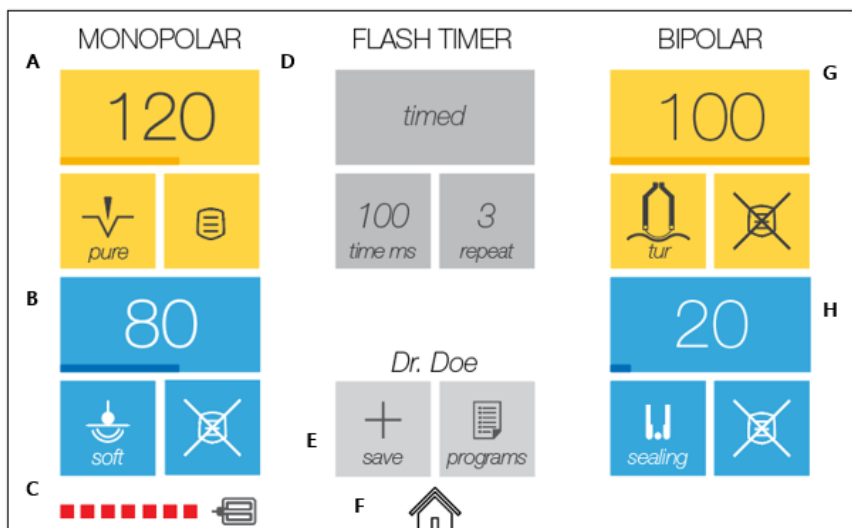 MONOPOLAR FLASH TIMER BIPOLAR
A D G
120 timed 100
pure 100 3 tur
time ms repeat
B H
80 20
Dr. Doe
E
soft save programs sealing
C F